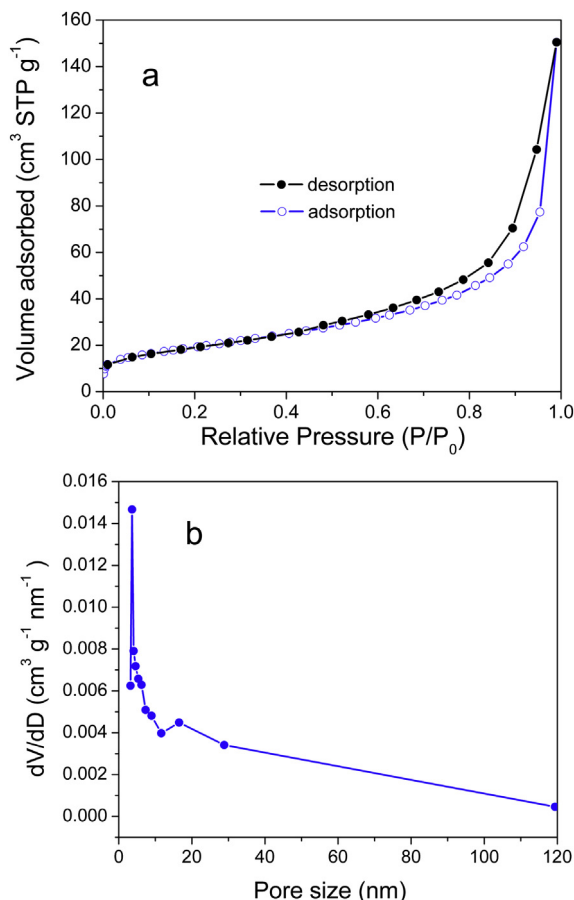 a
Volume adsorbed (cm³ STP g⁻¹)
160
140
120
100
80
60
40
20
0
desorption
adsorption
0.0 0.2 0.4 0.6 0.8 1.0
Relative Pressure (P/P₀)
b
dV/dD (cm³ g⁻¹ nm⁻¹)
0.016
0.014
0.012
0.010
0.008
0.006
0.004
0.002
0.000
0 20 40 60 80 100 120
Pore size (nm)